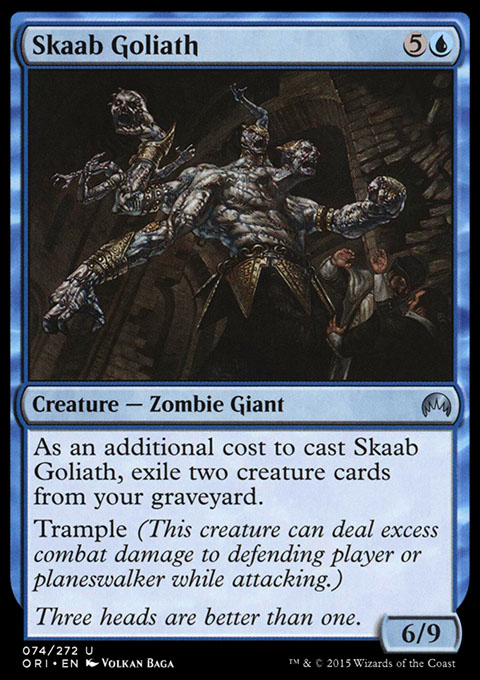 Skaab Goliath 5
Creature — Zombie Giant
As an additional cost to cast Skaab
Goliath, exile two creature cards
from your graveyard.
Trample (This creature can deal excess
combat damage to defending player or
planeswalker while attacking.)
Three heads are better than one.
6/9
074/272 U
ORI • EN VOLKAN BAGA
™ & © 2015 Wizards of the Coast